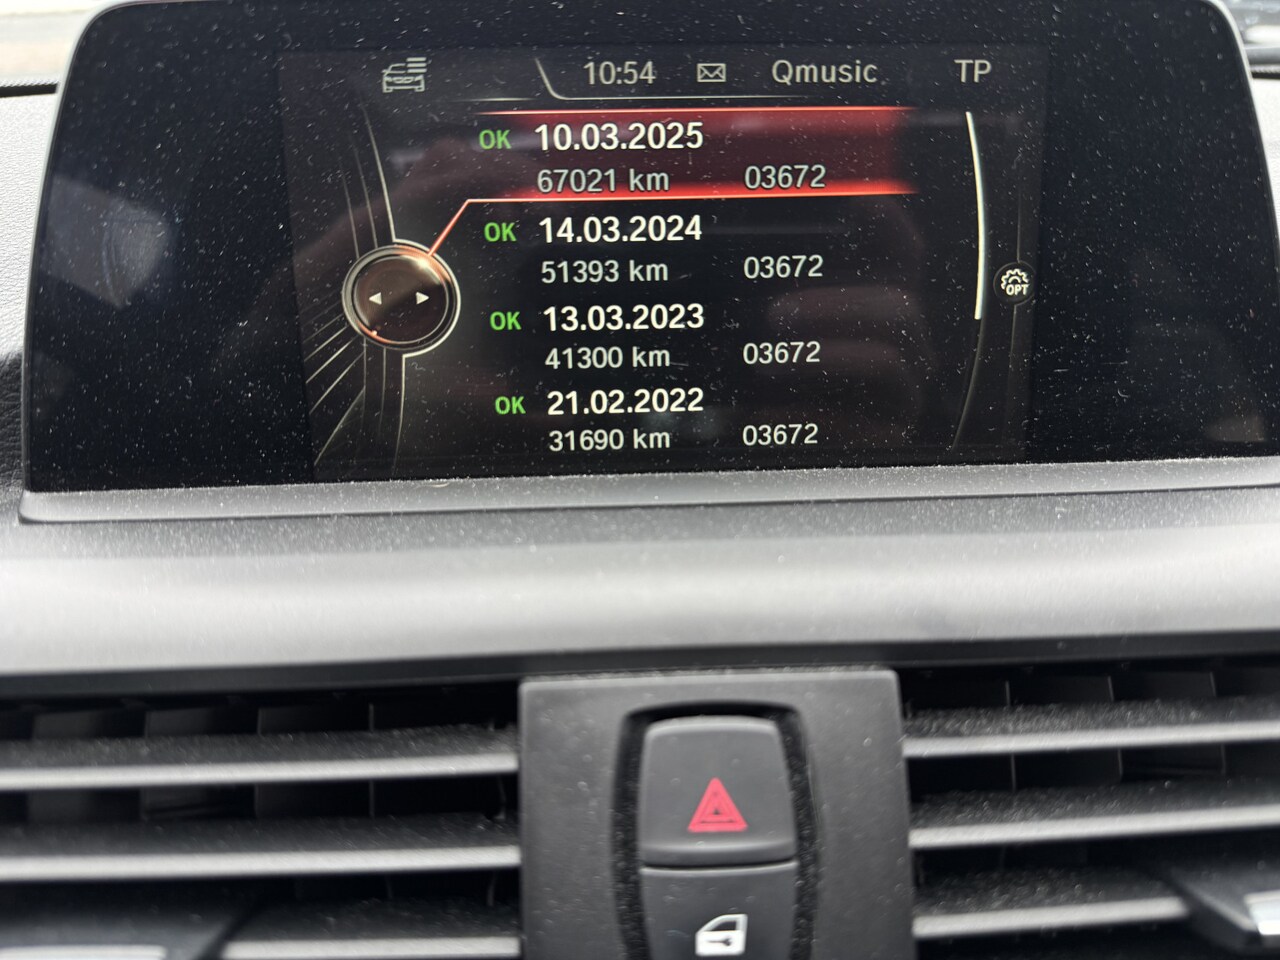 10:54 Qmusic TP
OK 10.03.2025
67021 km 03672
OK 14.03.2024
51393 km 03672
OPT
OK 13.03.2023
41300 km 03672
OK 21.02.2022
31690 km 03672